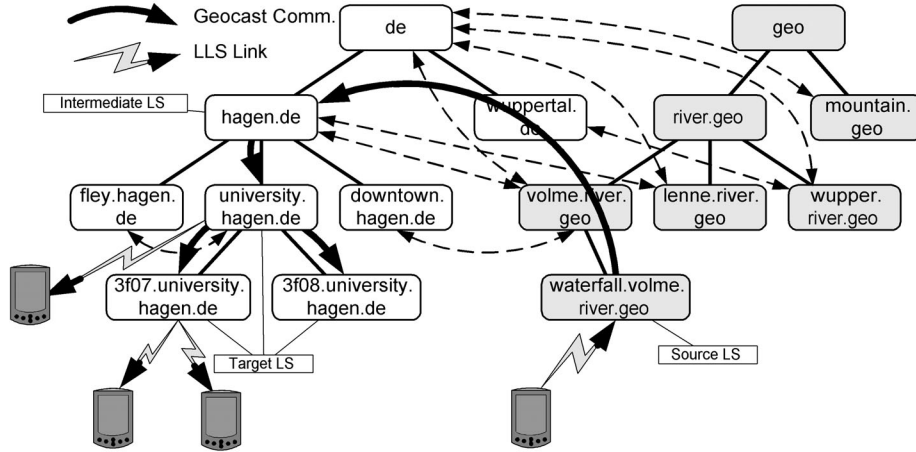 Geocast Comm.
LLS Link
de
geo
Intermediate LS
hagen.de
wuppertal.
de
river.geo
mountain.
geo
fley.hagen.
de
university.
hagen.de
downtown.
hagen.de
volme.river.
geo
lenne.river.
geo
wupper.
river.geo
3f07.university.
hagen.de
3f08.university.
hagen.de
waterfall.volme.
river.geo
Target LS
Source LS